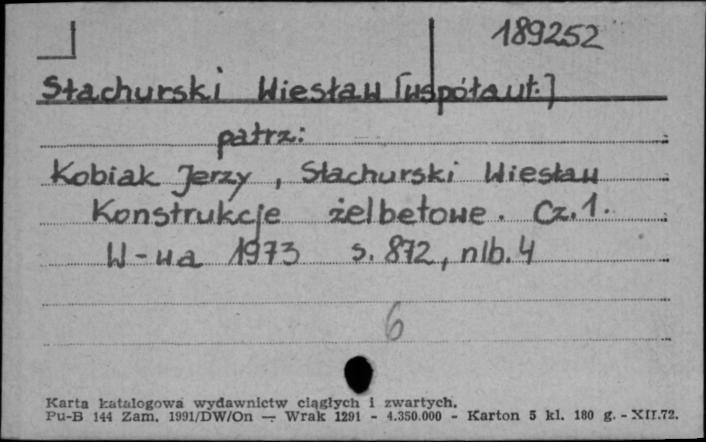 189252
Stachurski Wiesław [współaut.]
patrz:
Kobiak Jerzy, Stachurski Wiesław
Konstrukcje żelbetowe. Cz. 1.
W-wa 1973 s. 872, nlb. 4
6
Karta katalogowa wydawnictw ciągłych i zwartych.
Pu-B 144 Zam. 1991/DW/On — Wrak 1291 - 4.350.000 - Karton 5 kl. 180 g. - XII.72.